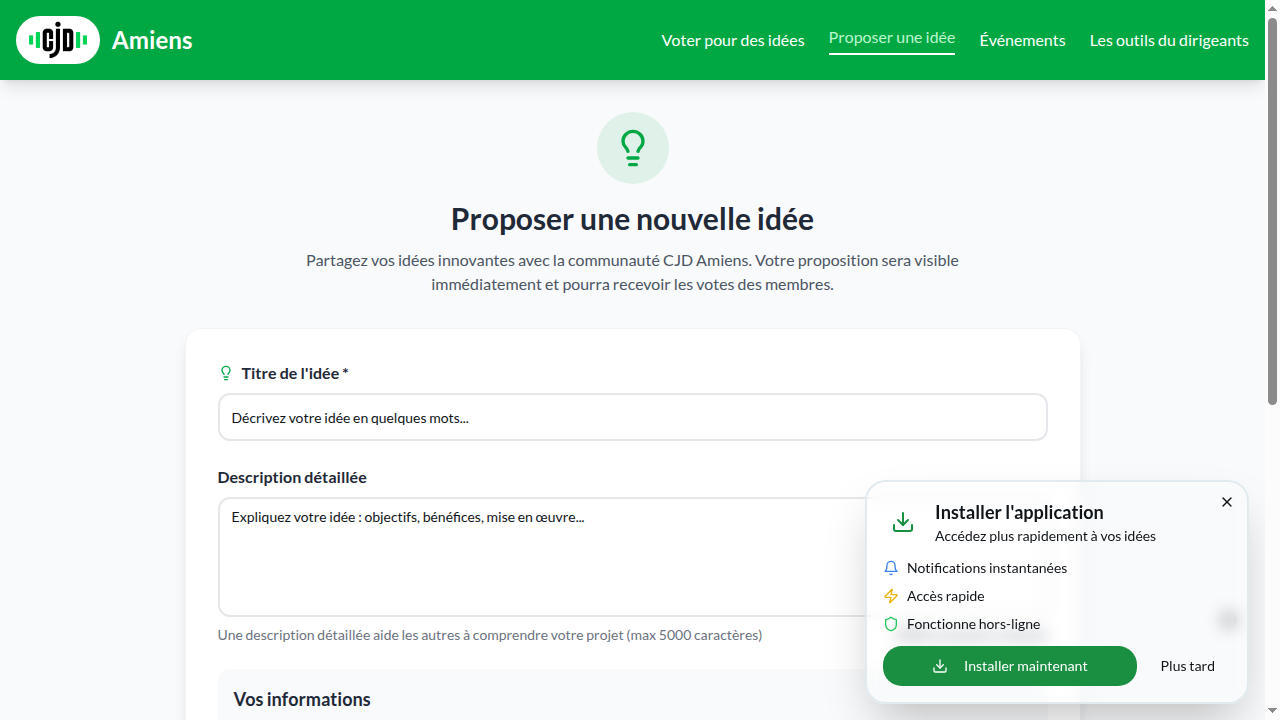 CJD
Amiens
Voter pour des idées
Proposer une idée
Événements
Les outils du dirigeants
Proposer une nouvelle idée
Partagez vos idées innovantes avec la communauté CJD Amiens. Votre proposition sera visible
immédiatement et pourra recevoir les votes des membres.
Titre de l'idée *
Décrivez votre idée en quelques mots...
Description détaillée
Expliquez votre idée : objectifs, bénéfices, mise en œuvre...
Une description détaillée aide les autres à comprendre votre projet (max 5000 caractères)
Vos informations
Installer l'application
Accédez plus rapidement à vos idées
Notifications instantanées
Accès rapide
Fonctionne hors-ligne
Installer maintenant
Plus tard